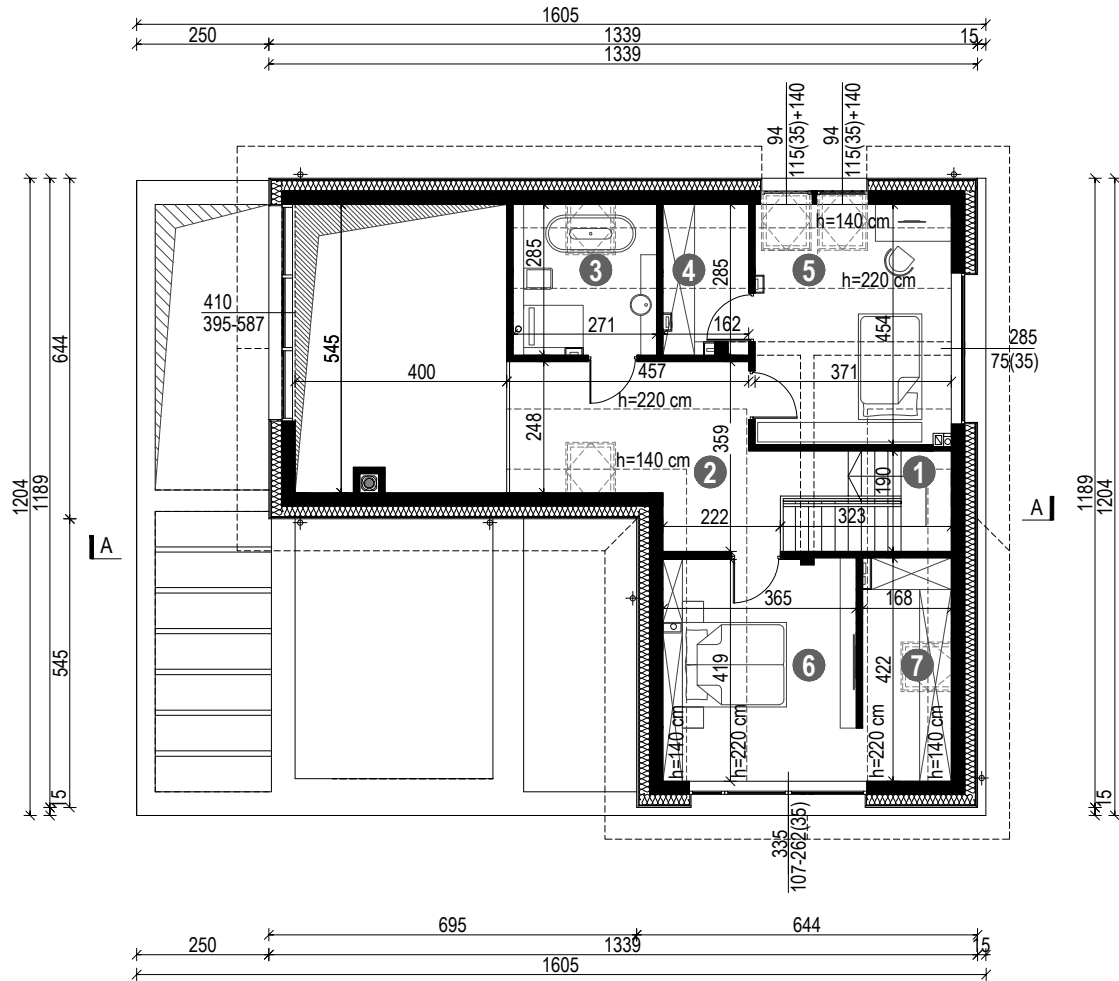 1605
250 1339 15
1339
94 115(35)+140 94 115(35)+140
h=140 cm
3 4 5
285 285
h=220 cm
410
395-587
271 162 454
285
75(35)
644
545
400 457 371
h=220 cm
248 359
h=140 cm
2 1
190
1204 1189
1189 1204
222 323
A A
365 168
545
419 6 422 7
h=140 cm h=220 cm h=220 cm h=140 cm
15 15
335
107-262(35)
695 644
250 1339 15
1605